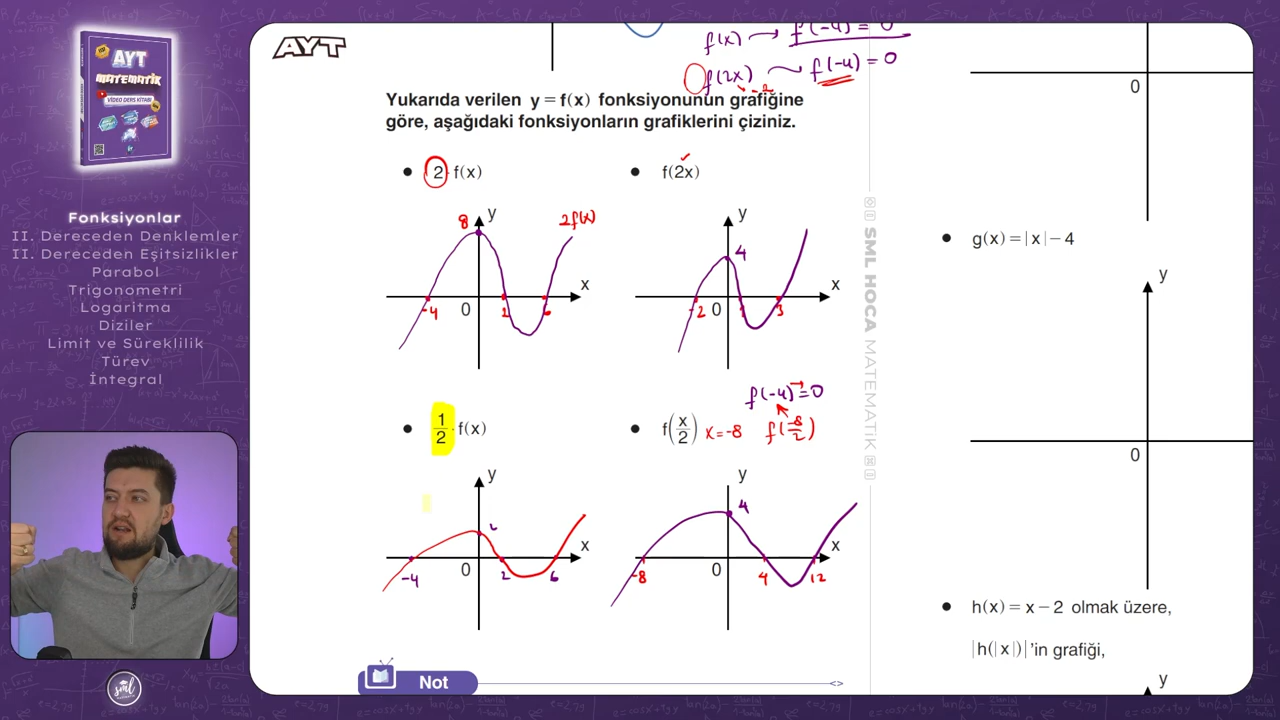 AYT
MATEMATİK
VİDEO DERS KİTABI
Fonksiyonlar
II. Dereceden Denklemler
II. Dereceden Eşitsizlikler
Parabol
Trigonometri
Logaritma
Diziler
Limit ve Süreklilik
Türev
İntegral
sml
AYT
f(x) → f(-4) = 0
f(2x) → f(-4) = 0
-2
Yukarıda verilen y = f(x) fonksiyonunun grafiğine
göre, aşağıdaki fonksiyonların grafiklerini çiziniz.
• 2 · f(x)
• f(2x)
8 y 2f(x)
x
-4 0 2 6
y
4
x
-2 0 1 3
f(-4) = 0
• 1/2 · f(x)
• f(x/2) x=-8 f(-8/2)
y
x
-4 0 2 6
y
4
x
-8 0 4 12
Not
<>
SML HOCA MATEMATİK
0
• g(x) = |x| − 4
y
0
• h(x) = x − 2 olmak üzere,
|h(|x|)|'in grafiği,
y